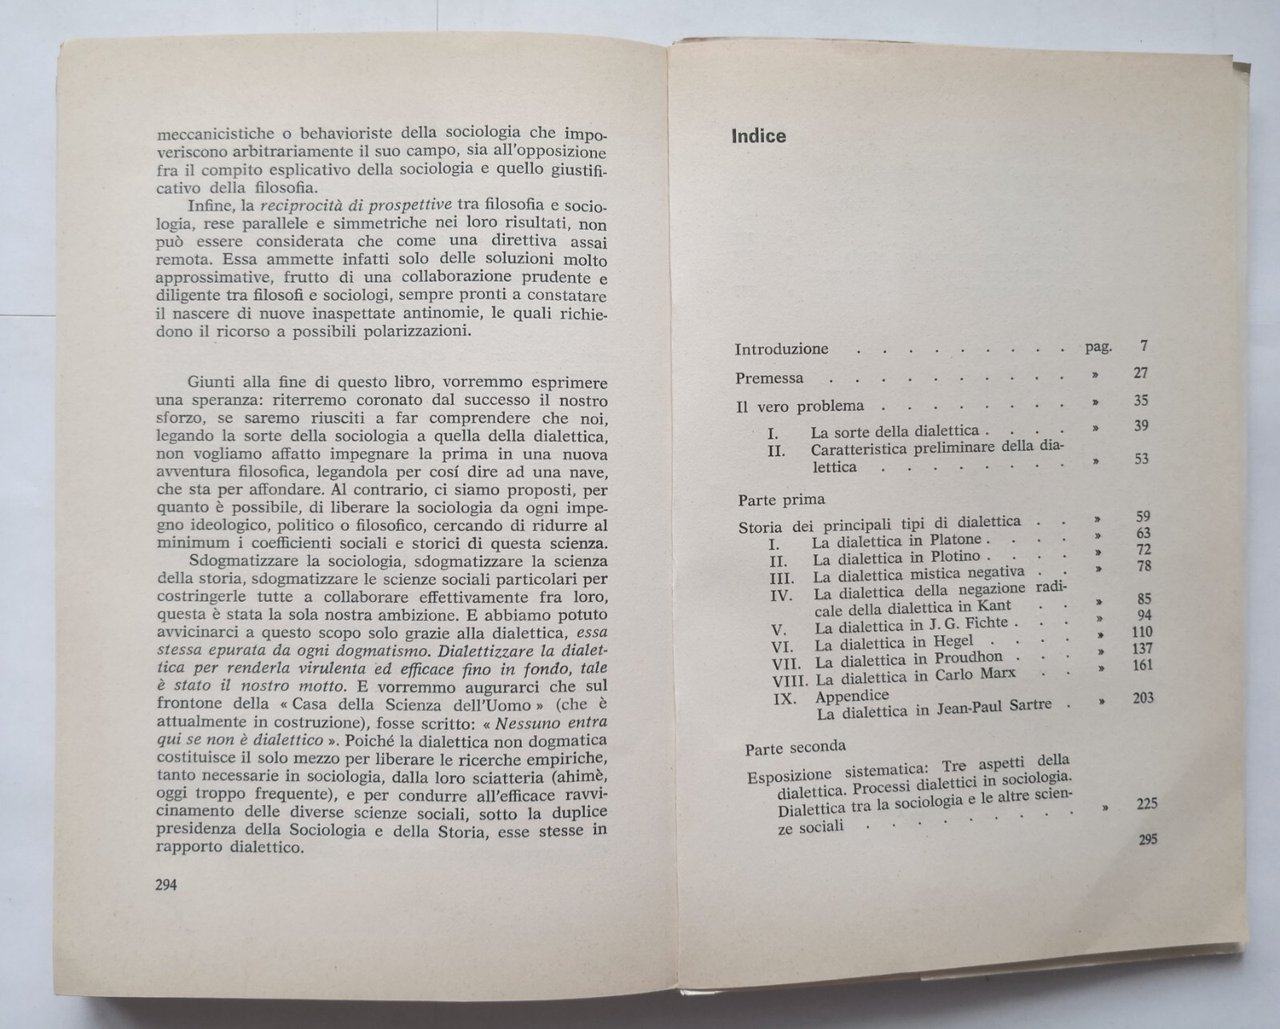 meccanicistiche o behavioriste della sociologia che impo-
veriscono arbitrariamente il suo campo, sia all'opposizione
fra il compito esplicativo della sociologia e quello giustifi-
cativo della filosofia.
Infine, la reciprocità di prospettive tra filosofia e socio-
logia, rese parallele e simmetriche nei loro risultati, non
può essere considerata che come una direttiva assai
remota. Essa ammette infatti solo delle soluzioni molto
approssimative, frutto di una collaborazione prudente e
diligente tra filosofi e sociologi, sempre pronti a constatare
il nascere di nuove inaspettate antinomie, le quali richie-
dono il ricorso a possibili polarizzazioni.
Giunti alla fine di questo libro, vorremmo esprimere
una speranza: riterremo coronato dal successo il nostro
sforzo, se saremo riusciti a far comprendere che noi,
legando la sorte della sociologia a quella della dialettica,
non vogliamo affatto impegnare la prima in una nuova
avventura filosofica, legandola per cosí dire ad una nave,
che sta per affondare. Al contrario, ci siamo proposti, per
quanto è possibile, di liberare la sociologia da ogni impe-
gno ideologico, politico o filosofico, cercando di ridurre al
minimum i coefficienti sociali e storici di questa scienza.
Sdogmatizzare la sociologia, sdogmatizzare la scienza
della storia, sdogmatizzare le scienze sociali particolari per
costringerle tutte a collaborare effettivamente fra loro,
questa è stata la sola nostra ambizione. E abbiamo potuto
avvicinarci a questo scopo solo grazie alla dialettica, essa
stessa epurata da ogni dogmatismo. Dialettizzare la dialet-
tica per renderla virulenta ed efficace fino in fondo, tale
è stato il nostro motto. E vorremmo augurarci che sul
frontone della « Casa della Scienza dell'Uomo » (che è
attualmente in costruzione), fosse scritto: « Nessuno entra
qui se non è dialettico ». Poiché la dialettica non dogmatica
costituisce il solo mezzo per liberare le ricerche empiriche,
tanto necessarie in sociologia, dalla loro sciatteria (ahimè,
oggi troppo frequente), e per condurre all'efficace ravvi-
cinamento delle diverse scienze sociali, sotto la duplice
presidenza della Sociologia e della Storia, esse stesse in
rapporto dialettico.
294
Indice
Introduzione . . . . . . . . . pag. 7
Premessa . . . . . . . . . . » 27
Il vero problema . . . . . . . . » 35
I. La sorte della dialettica . . . . » 39
II. Caratteristica preliminare della dia-
lettica . . . . . . . . » 53
Parte prima
Storia dei principali tipi di dialettica . . » 59
I. La dialettica in Platone . . . . » 63
II. La dialettica in Plotino . . . . » 72
III. La dialettica mistica negativa . . » 78
IV. La dialettica della negazione radi-
cale della dialettica in Kant . . » 85
V. La dialettica in J. G. Fichte . . . » 94
VI. La dialettica in Hegel . . . . » 110
VII. La dialettica in Proudhon . . . » 137
VIII. La dialettica in Carlo Marx . . » 161
IX. Appendice
La dialettica in Jean-Paul Sartre . » 203
Parte seconda
Esposizione sistematica: Tre aspetti della
dialettica. Processi dialettici in sociologia.
Dialettica tra la sociologia e le altre scien-
ze sociali . . . . . . . . . » 225
295